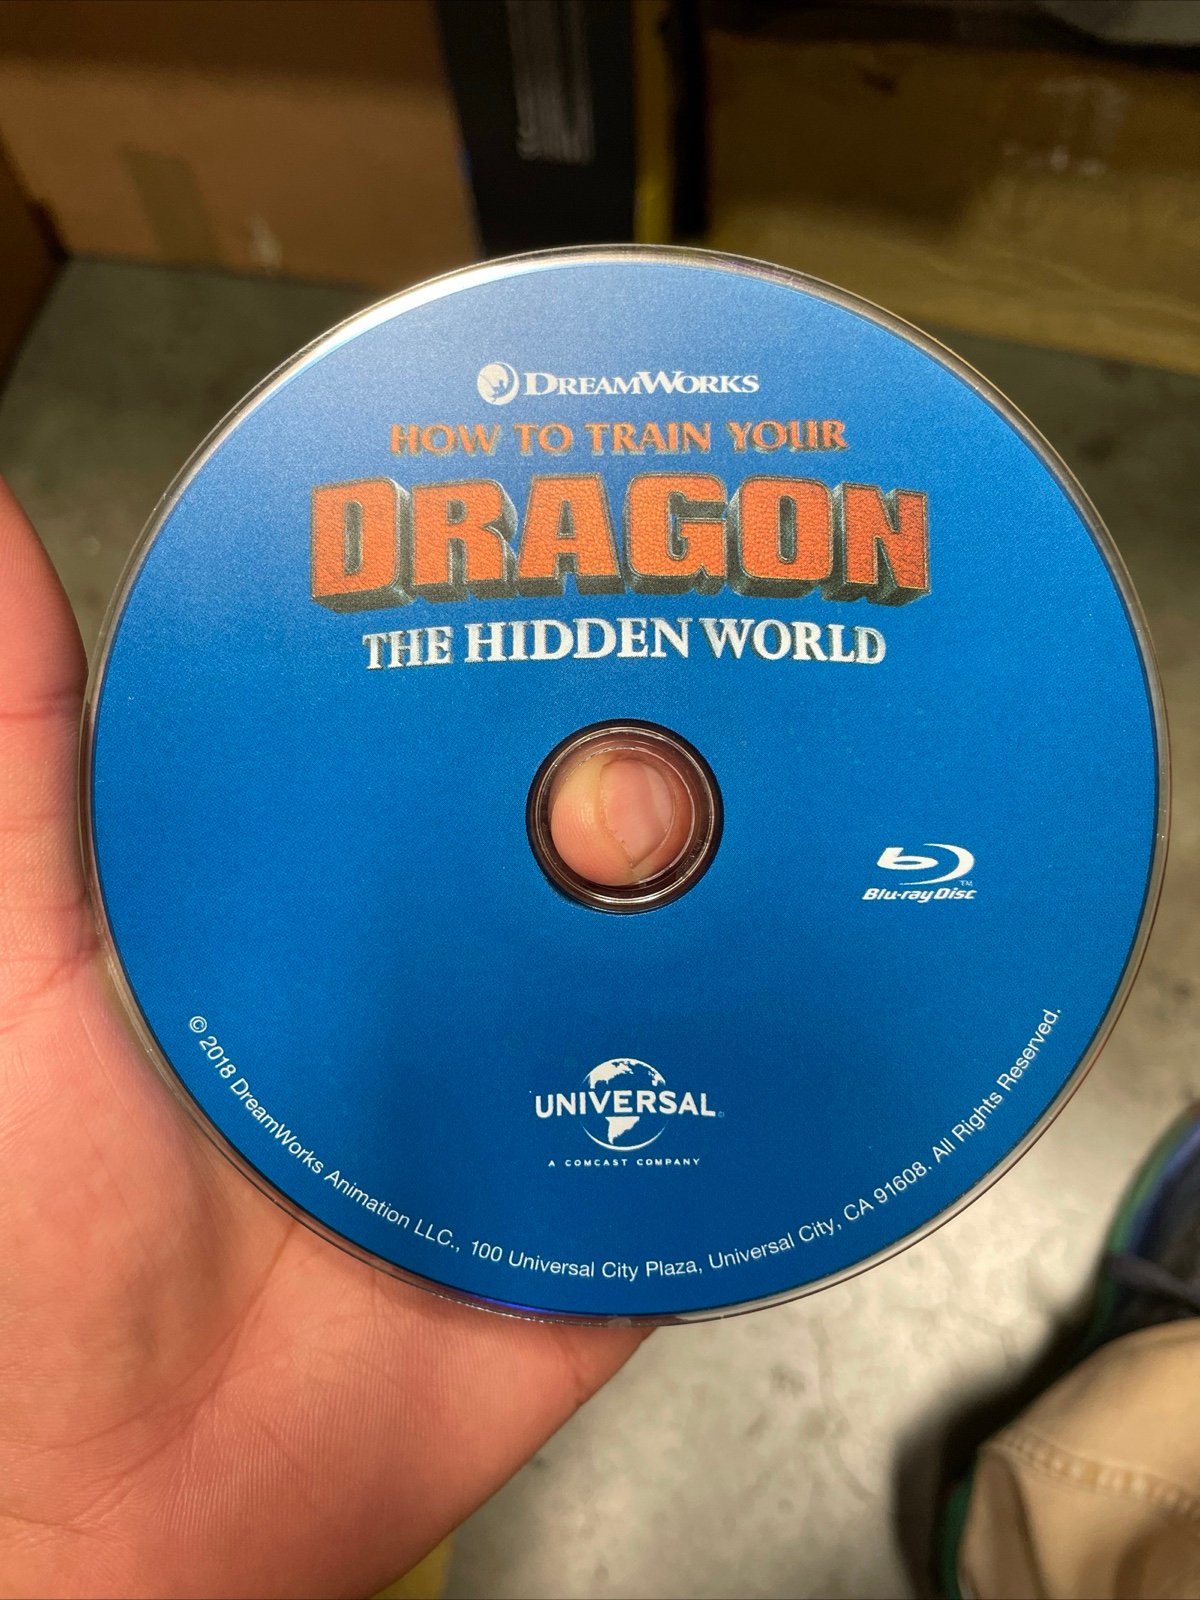 DREAMWORKS
HOW TO TRAIN YOUR
DRAGON
THE HIDDEN WORLD
Blu-ray Disc™
UNIVERSAL
A COMCAST COMPANY
© 2018 DreamWorks Animation LLC., 100 Universal City Plaza, Universal City, CA 91608. All Rights Reserved.